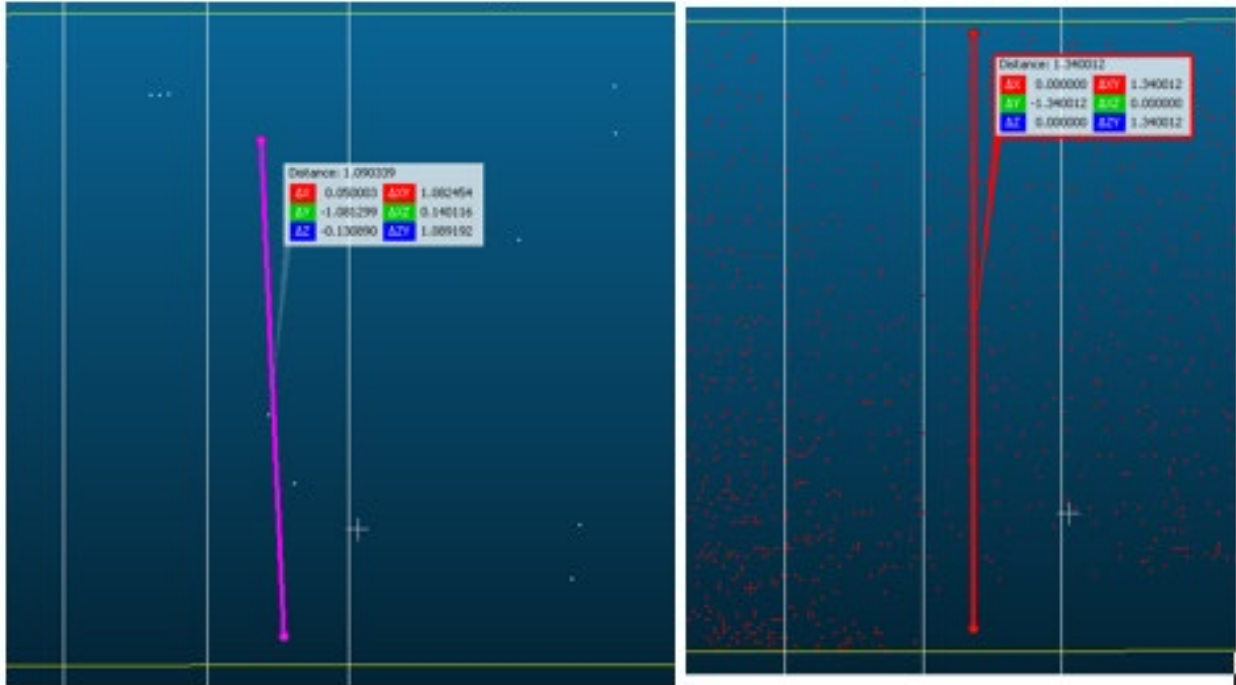 Distance: 1.090339
ΔX 0.050003 ΔXY 1.082454
ΔY -1.081299 ΔXZ 0.140116
ΔZ -0.130890 ΔZY 1.089192
Distance: 1.340012
ΔX 0.000000 ΔXY 1.340012
ΔY -1.340012 ΔXZ 0.000000
ΔZ 0.000000 ΔZY 1.340012